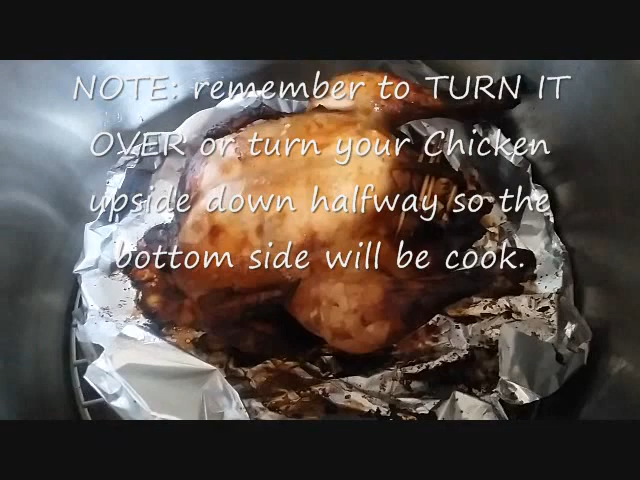 NOTE: remember to TURN IT
OVER or turn your Chicken
upside down halfway so the
bottom side will be cook.